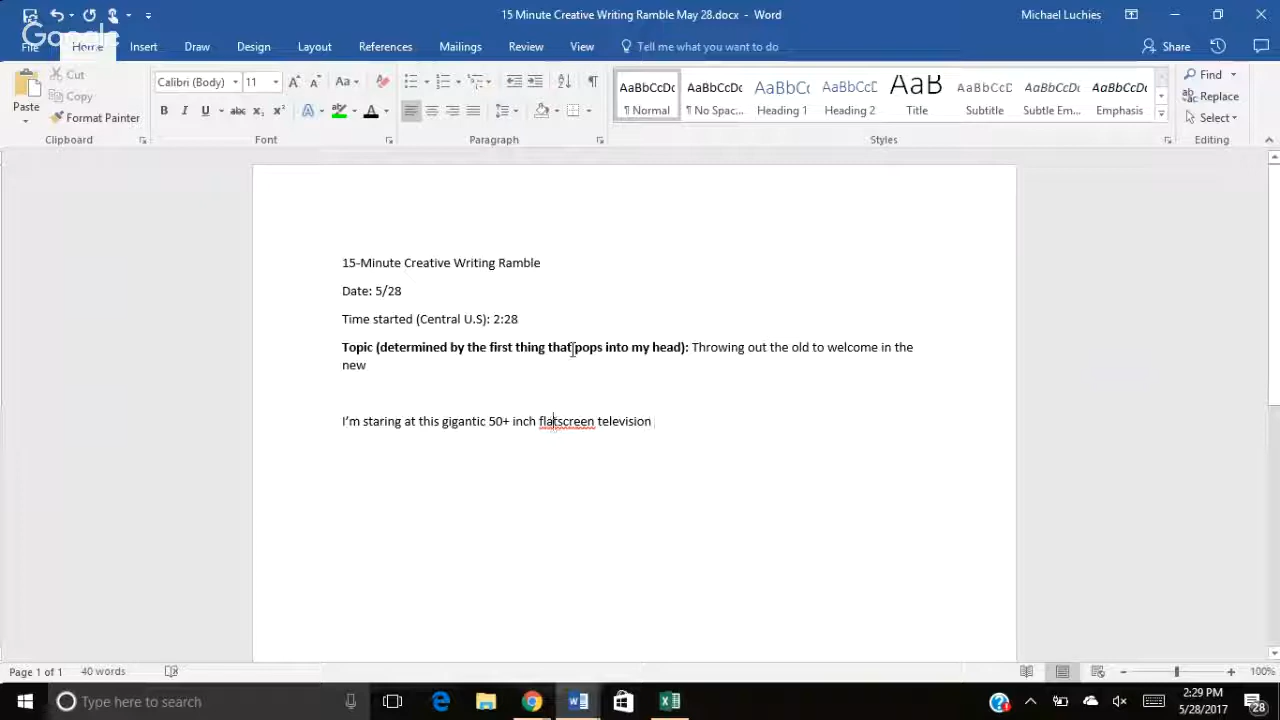 15 Minute Creative Writing Ramble May 28.docx - Word
Michael Luchies
Google
File Home Insert Draw Design Layout References Mailings Review View Tell me what you want to do Share
Cut
Copy
Paste
Format Painter
Clipboard
Calibri (Body) 11
Font
Paragraph
AaBbCcDc AaBbCcDc AaBbCc AaBbCcD AaB AaBbCcD AaBbCcDc AaBbCcDc
¶ Normal ¶ No Spac... Heading 1 Heading 2 Title Subtitle Subtle Em... Emphasis
Styles
Find
Replace
Select
Editing
15-Minute Creative Writing Ramble
Date: 5/28
Time started (Central U.S): 2:28
Topic (determined by the first thing that pops into my head): Throwing out the old to welcome in the
new
I'm staring at this gigantic 50+ inch flatscreen television
Page 1 of 1 40 words 100%
Type here to search
2:29 PM
5/28/2017
28